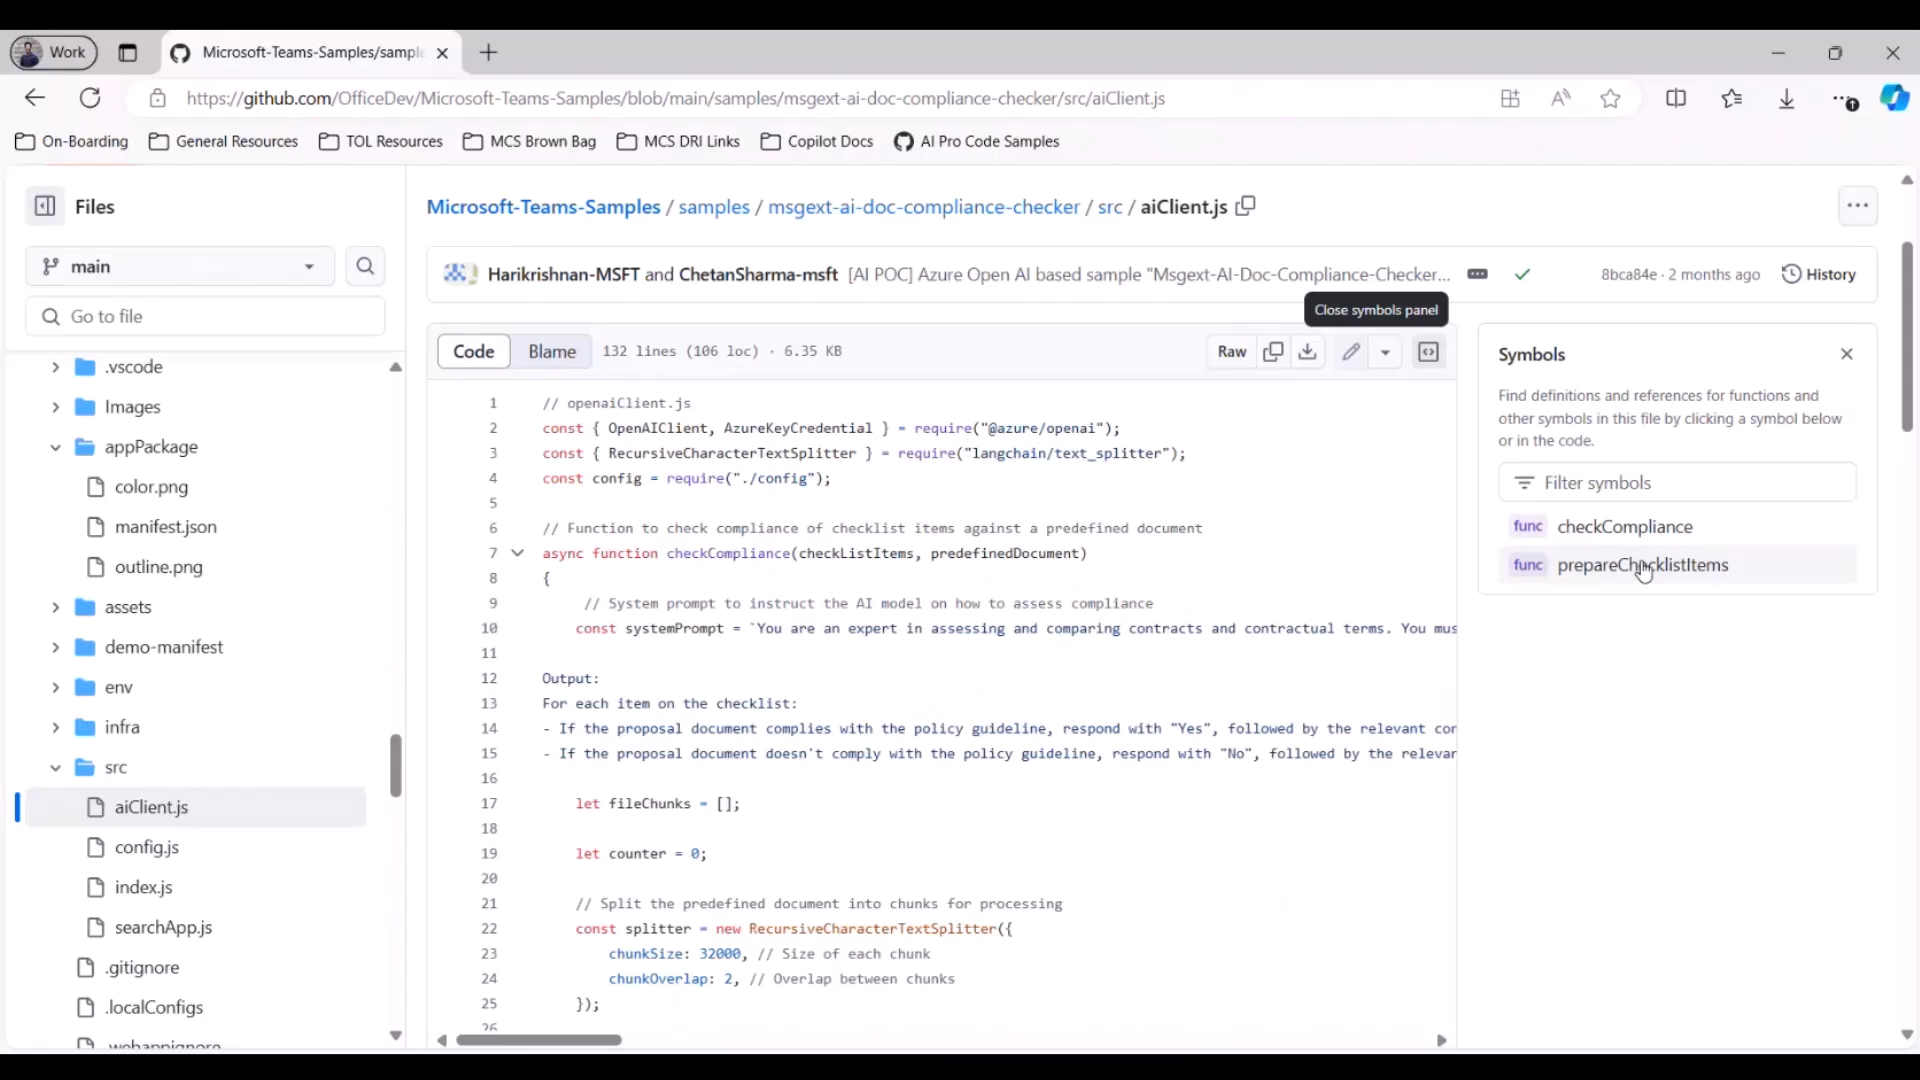 Work
Microsoft-Teams-Samples/sample
https://github.com/OfficeDev/Microsoft-Teams-Samples/blob/main/samples/msgext-ai-doc-compliance-checker/src/aiClient.js
On-Boarding
General Resources
TOL Resources
MCS Brown Bag
MCS DRI Links
Copilot Docs
AI Pro Code Samples
Files
main
Go to file
.vscode
Images
appPackage
color.png
manifest.json
outline.png
assets
demo-manifest
env
infra
src
aiClient.js
config.js
index.js
searchApp.js
.gitignore
.localConfigs
.webappignore
Microsoft-Teams-Samples / samples / msgext-ai-doc-compliance-checker / src / aiClient.js
Harikrishnan-MSFT and ChetanSharma-msft [AI POC] Azure Open AI based sample "Msgext-AI-Doc-Compliance-Checker...
8bca84e · 2 months ago
History
Close symbols panel
Code
Blame
132 lines (106 loc) · 6.35 KB
Raw
1 // openaiClient.js
2 const { OpenAIClient, AzureKeyCredential } = require("@azure/openai");
3 const { RecursiveCharacterTextSplitter } = require("langchain/text_splitter");
4 const config = require("./config");
5
6 // Function to check compliance of checklist items against a predefined document
7 async function checkCompliance(checkListItems, predefinedDocument)
8 {
9 // System prompt to instruct the AI model on how to assess compliance
10 const systemPrompt = `You are an expert in assessing and comparing contracts and contractual terms. You mus
11
12 Output:
13 For each item on the checklist:
14 - If the proposal document complies with the policy guideline, respond with "Yes", followed by the relevant cor
15 - If the proposal document doesn't comply with the policy guideline, respond with "No", followed by the relevar
16
17 let fileChunks = [];
18
19 let counter = 0;
20
21 // Split the predefined document into chunks for processing
22 const splitter = new RecursiveCharacterTextSplitter({
23 chunkSize: 32000, // Size of each chunk
24 chunkOverlap: 2, // Overlap between chunks
25 });
26
Symbols
Find definitions and references for functions and
other symbols in this file by clicking a symbol below
or in the code.
Filter symbols
func checkCompliance
func prepareChecklistItems